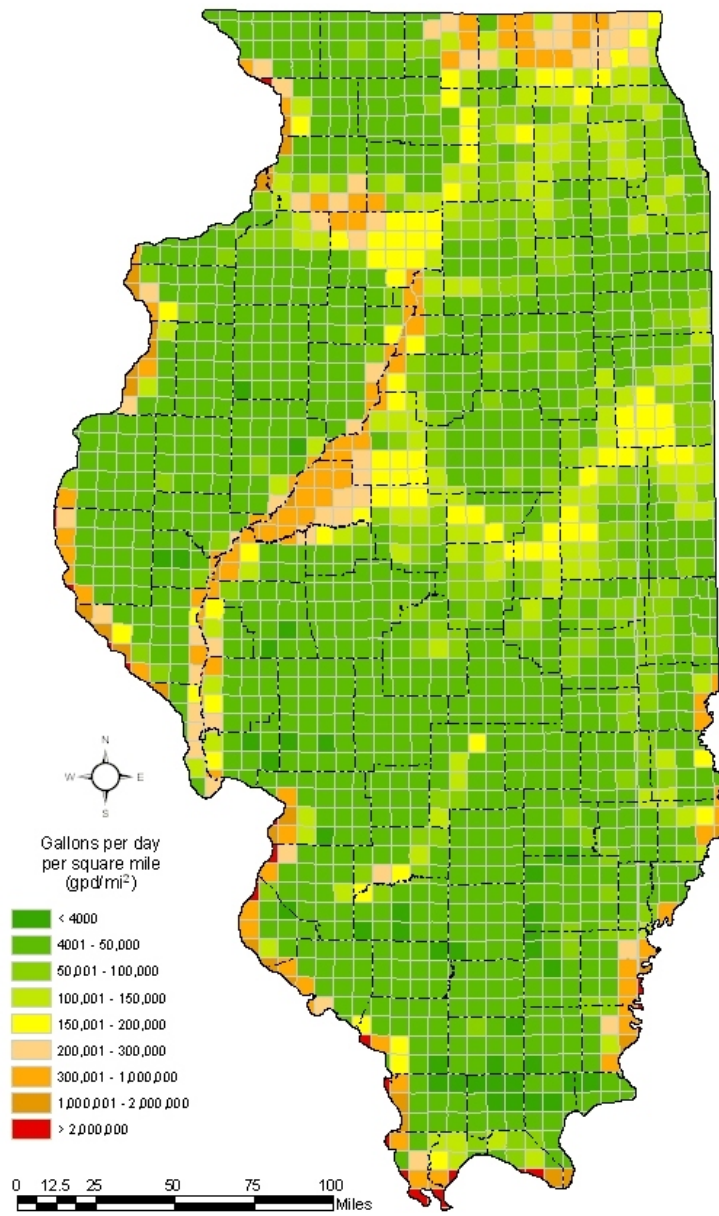 N
W E
S
Gallons per day
per square mile
(gpd/mi²)
< 4000
4001 - 50,000
50,001 - 100,000
100,001 - 150,000
150,001 - 200,000
200,001 - 300,000
300,001 - 1,000,000
1,000,001 - 2,000,000
> 2,000,000
0 12.5 25 50 75 100
Miles